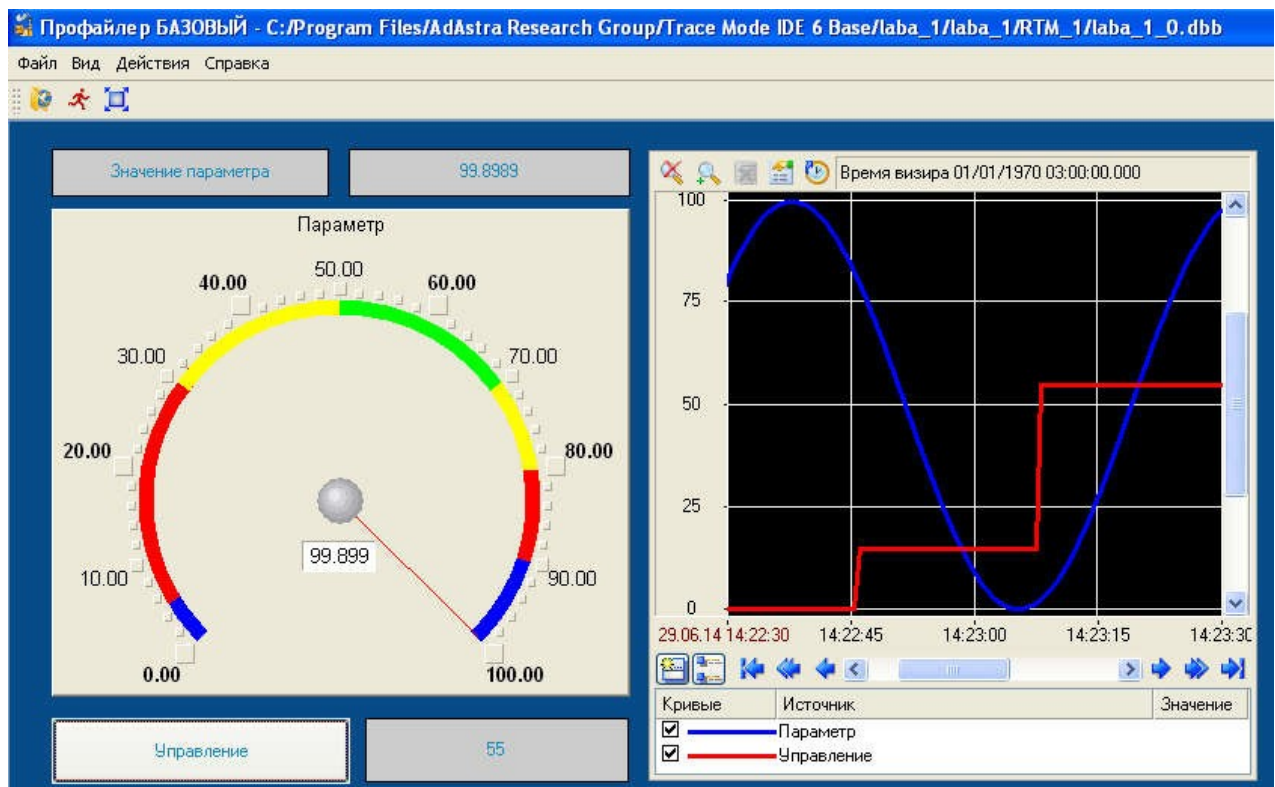 Профайлер БАЗОВЫЙ - C:/Program Files/AdAstra Research Group/Trace Mode IDE 6 Base/laba_1/laba_1/RTM_1/laba_1_0.dbb
Файл Вид Действия Справка
Значение параметра
99.8989
Параметр
0.00
10.00
20.00
30.00
40.00
50.00
60.00
70.00
80.00
90.00
100.00
99.899
Управление
55
Время визира 01/01/1970 03:00:00.000
100
75
50
25
0
29.06.14 14:22:30 14:22:45 14:23:00 14:23:15 14:23:30
Кривые Источник Значение
Параметр
Управление